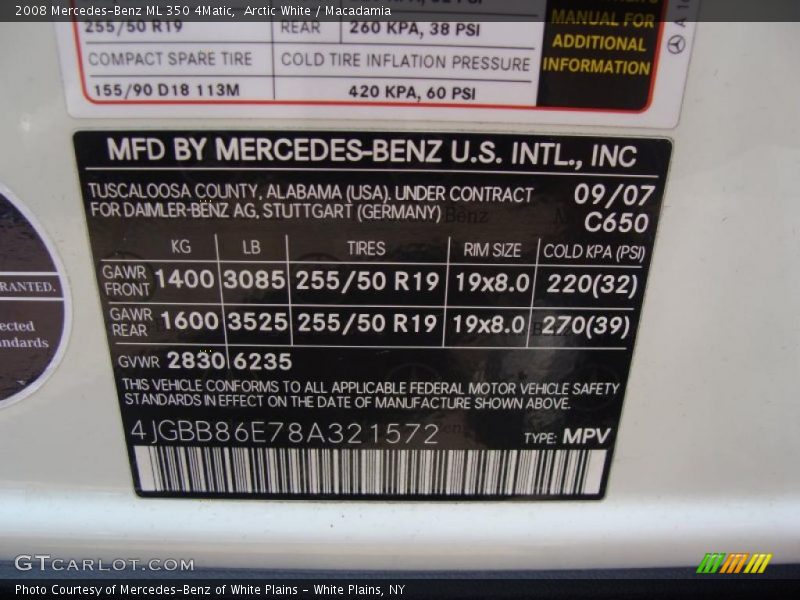 2008 Mercedes-Benz ML 350 4Matic,  Arctic White / Macadamia
255/50 R19 REAR 260 KPA, 38 PSI
COMPACT SPARE TIRE COLD TIRE INFLATION PRESSURE
155/90 D18 113M 420 KPA, 60 PSI
MANUAL FOR
ADDITIONAL
INFORMATION
MFD BY MERCEDES-BENZ U.S. INTL., INC
TUSCALOOSA COUNTY, ALABAMA (USA). UNDER CONTRACT 09/07
FOR DAIMLER-BENZ AG, STUTTGART (GERMANY) C650
KG LB TIRES RIM SIZE COLD KPA (PSI)
GAWR FRONT 1400 3085 255/50 R19 19x8.0 220(32)
GAWR REAR 1600 3525 255/50 R19 19x8.0 270(39)
GVWR 2830 6235
THIS VEHICLE CONFORMS TO ALL APPLICABLE FEDERAL MOTOR VEHICLE SAFETY
STANDARDS IN EFFECT ON THE DATE OF MANUFACTURE SHOWN ABOVE.
4JGBB86E78A321572 TYPE: MPV
GTCARLOT.COM
Photo Courtesy of Mercedes-Benz of White Plains - White Plains, NY